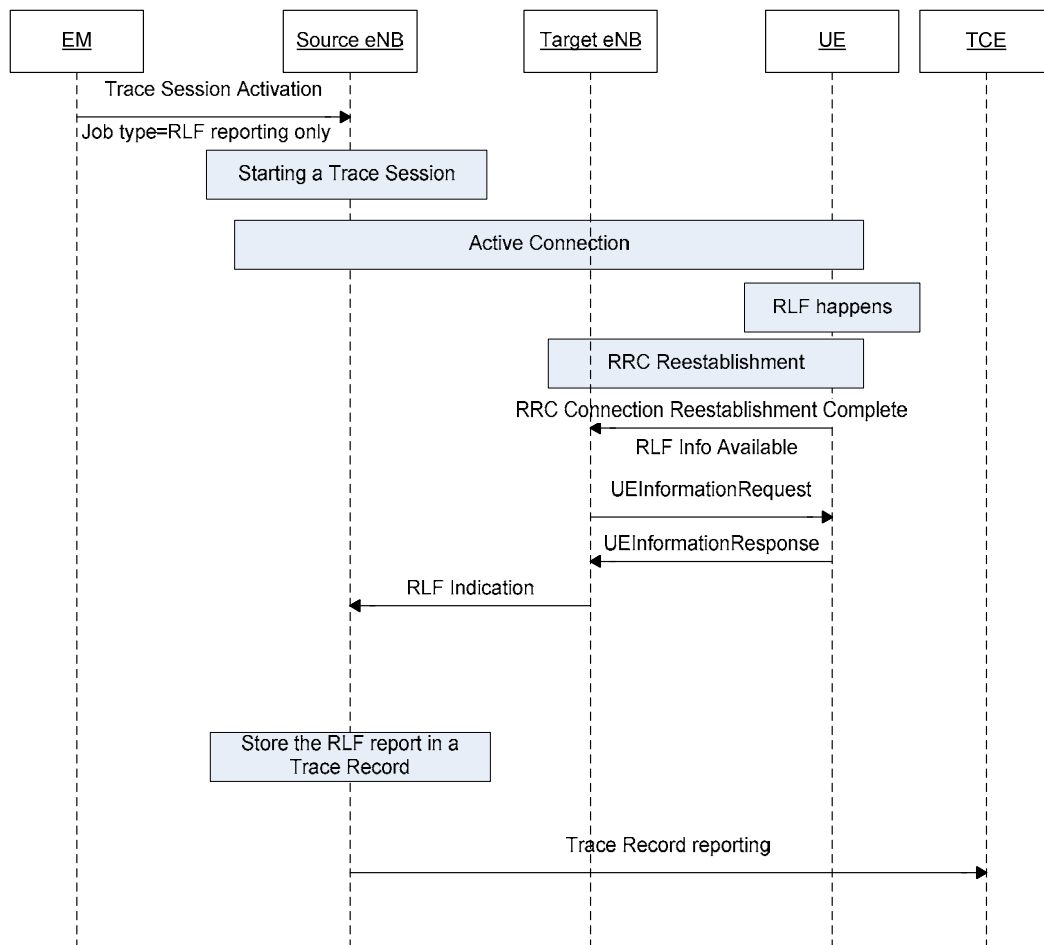 EM
Source eNB
Target eNB
UE
TCE
Trace Session Activation
Job type=RLF reporting only
Starting a Trace Session
Active Connection
RLF happens
RRC Reestablishment
RRC Connection Reestablishment Complete
RLF Info Available
UEInformationRequest
UEInformationResponse
RLF Indication
Store the RLF report in a
Trace Record
Trace Record reporting